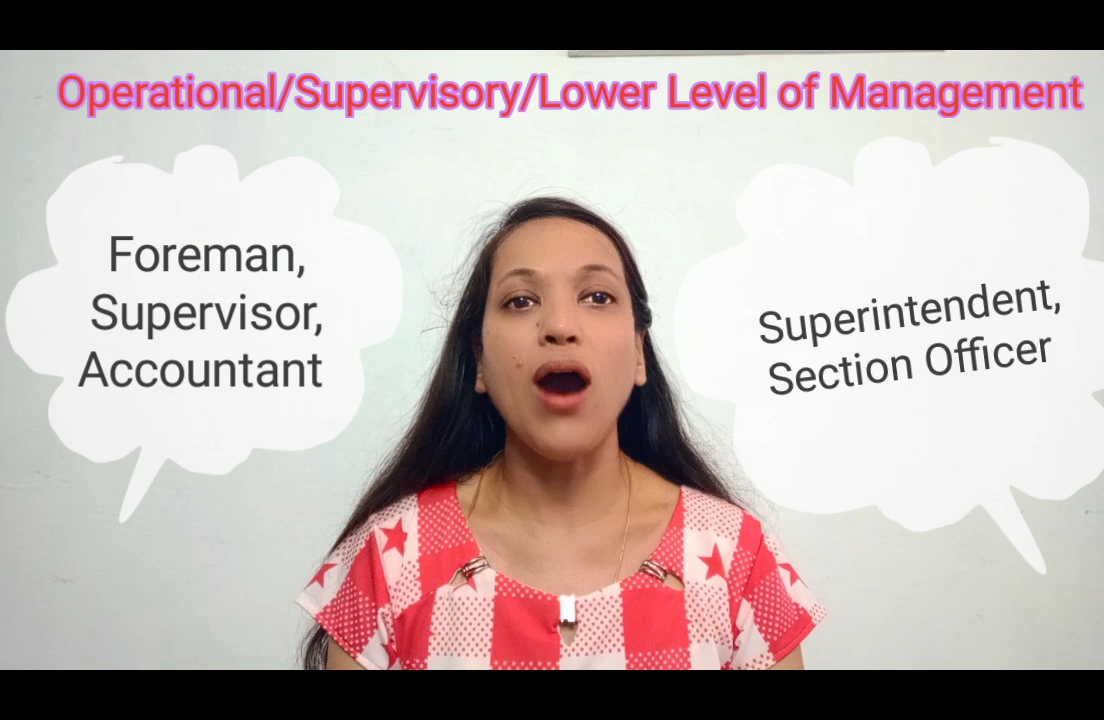 Operational/Supervisory/Lower Level of Management
Foreman,
Supervisor,
Accountant
Superintendent,
Section Officer